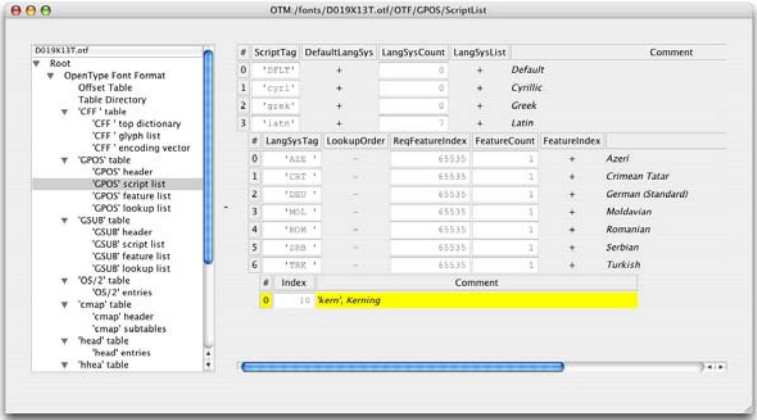 OTM:/fonts/D019X13T.otf/OTF/GPOS/ScriptList
D019X13T.otf
Root
OpenType Font Format
Offset Table
Table Directory
'CFF ' table
'CFF ' top dictionary
'CFF ' glyph list
'CFF ' encoding vector
'GPOS' table
'GPOS' header
'GPOS' script list
'GPOS' feature list
'GPOS' lookup list
'GSUB' table
'GSUB' header
'GSUB' script list
'GSUB' feature list
'GSUB' lookup list
'OS/2' table
'OS/2' entries
'cmap' table
'cmap' header
'cmap' subtables
'head' table
'head' entries
'hhea' table
# ScriptTag DefaultLangSys LangSysCount LangSysList Comment
0 'DFLT' + 0 + Default
1 'cyrl' + 0 + Cyrillic
2 'grek' + 0 + Greek
3 'latn' + 7 - Latin
# LangSysTag LookupOrder ReqFeatureIndex FeatureCount FeatureIndex
0 'AZE ' - 65535 1 + Azeri
1 'CRT ' - 65535 1 + Crimean Tatar
2 'DEU ' - 65535 1 + German (Standard)
3 'MOL ' - 65535 1 + Moldavian
4 'ROM ' - 65535 1 + Romanian
5 'SRB ' - 65535 1 + Serbian
6 'TRK ' - 65535 1 + Turkish
# Index Comment
0 10 'kern', Kerning